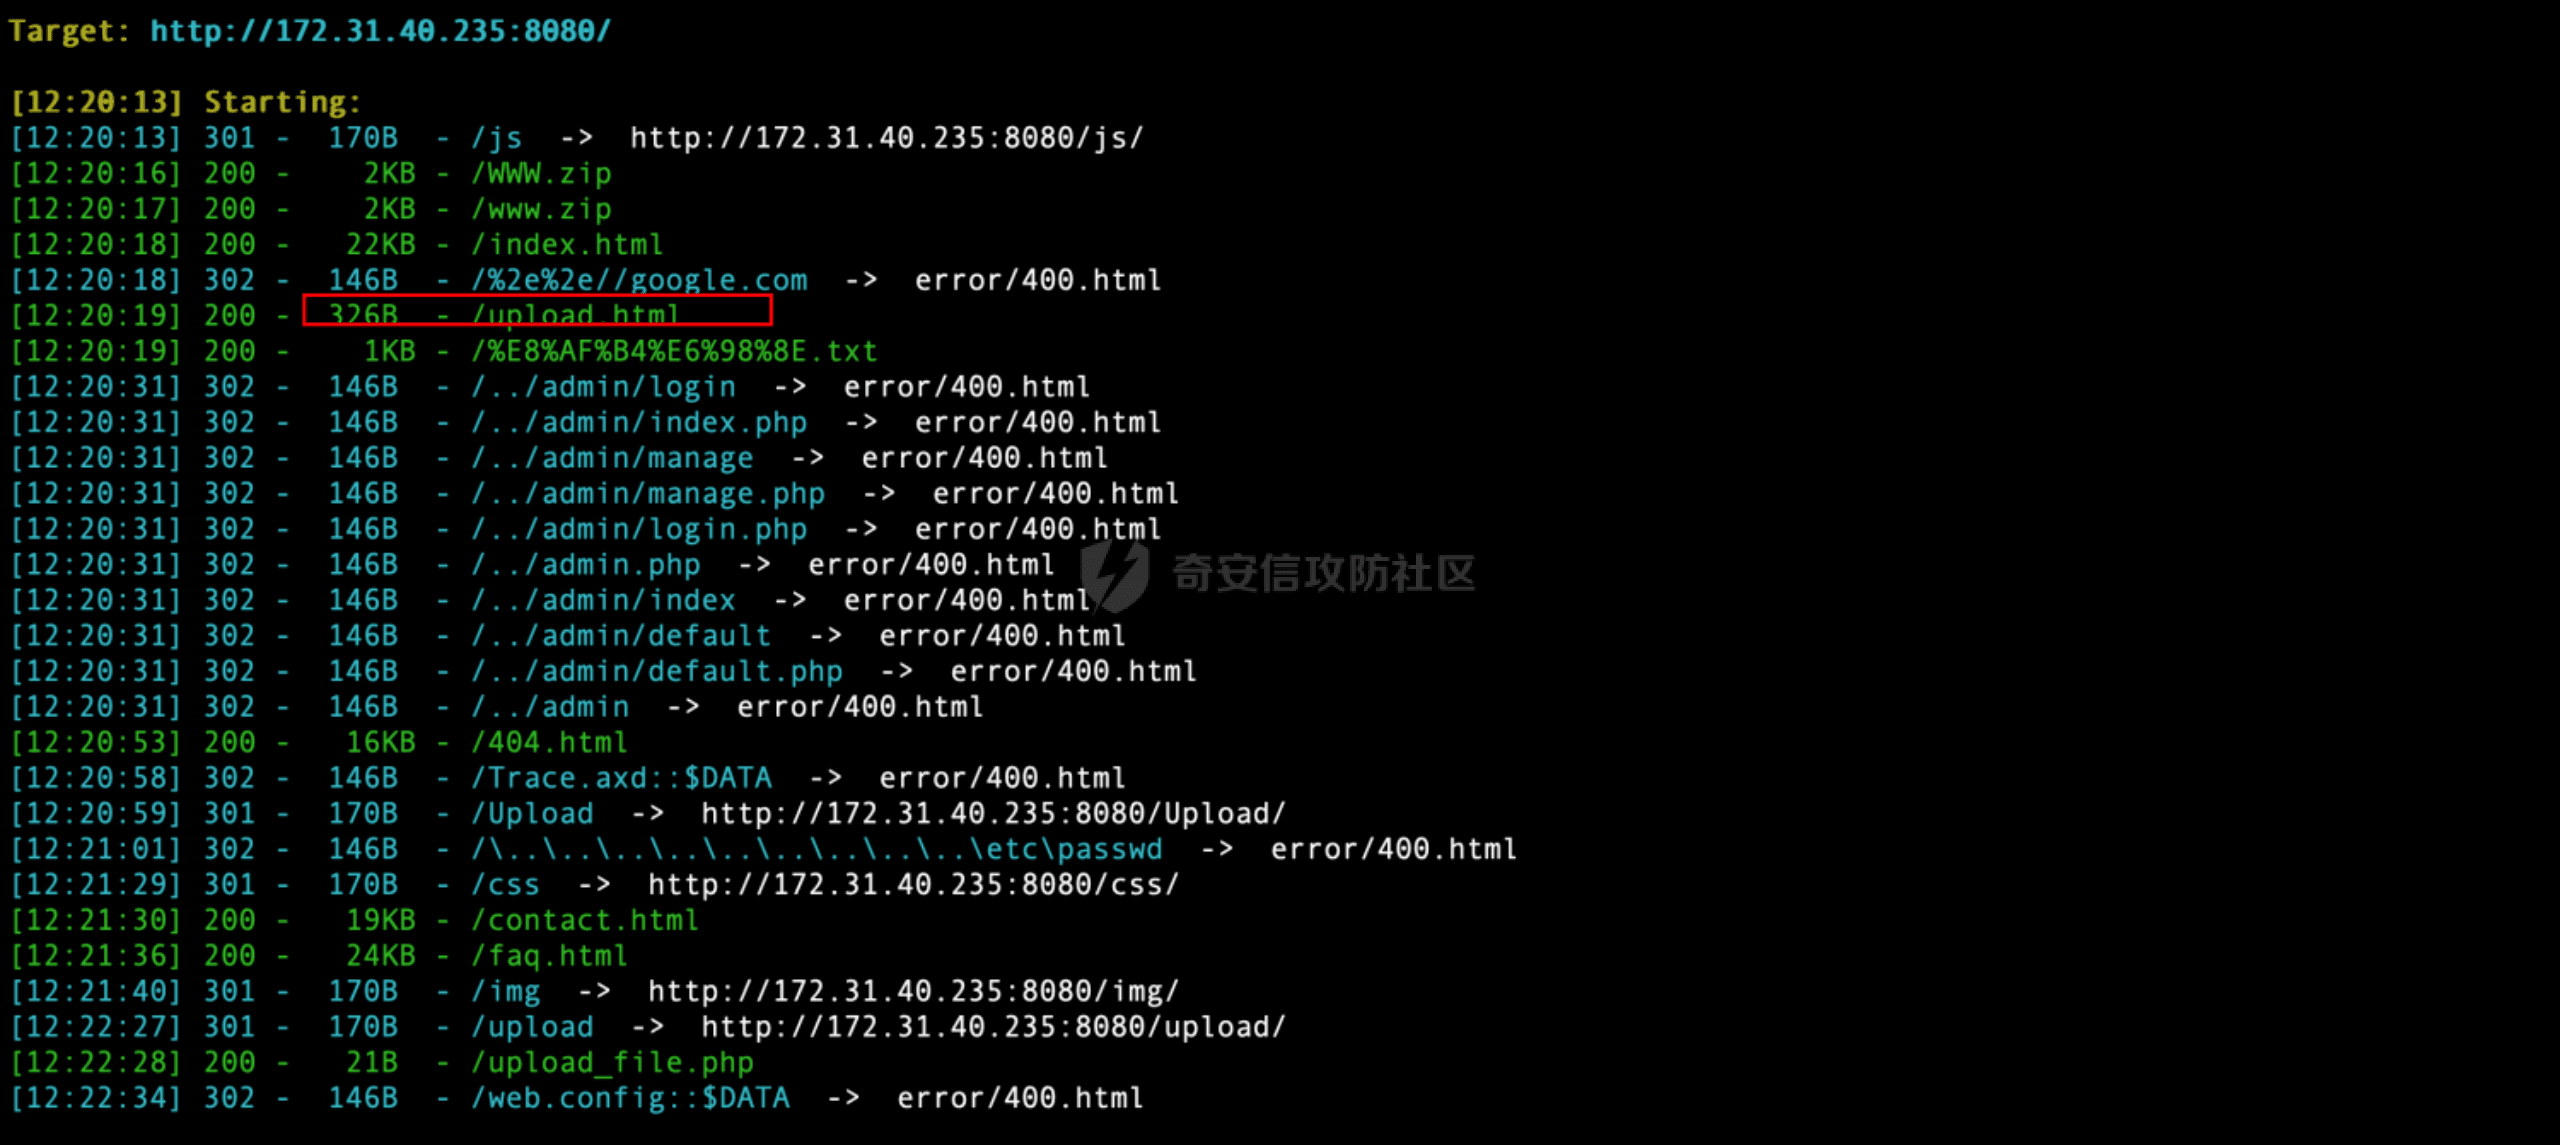 Target: http://172.31.40.235:8080/
[12:20:13] Starting:
[12:20:13] 301 - 170B - /js -> http://172.31.40.235:8080/js/
[12:20:16] 200 - 2KB - /WWW.zip
[12:20:17] 200 - 2KB - /www.zip
[12:20:18] 200 - 22KB - /index.html
[12:20:18] 302 - 146B - /%2e%2e//google.com -> error/400.html
[12:20:19] 200 - 326B - /upload.html
[12:20:19] 200 - 1KB - /%E8%AF%B4%E6%98%8E.txt
[12:20:31] 302 - 146B - /../admin/login -> error/400.html
[12:20:31] 302 - 146B - /../admin/index.php -> error/400.html
[12:20:31] 302 - 146B - /../admin/manage -> error/400.html
[12:20:31] 302 - 146B - /../admin/manage.php -> error/400.html
[12:20:31] 302 - 146B - /../admin/login.php -> error/400.html
[12:20:31] 302 - 146B - /../admin.php -> error/400.html
奇安信攻防社区
[12:20:31] 302 - 146B - /../admin/index -> error/400.html
[12:20:31] 302 - 146B - /../admin/default -> error/400.html
[12:20:31] 302 - 146B - /../admin/default.php -> error/400.html
[12:20:31] 302 - 146B - /../admin -> error/400.html
[12:20:53] 200 - 16KB - /404.html
[12:20:58] 302 - 146B - /Trace.axd::$DATA -> error/400.html
[12:20:59] 301 - 170B - /Upload -> http://172.31.40.235:8080/Upload/
[12:21:01] 302 - 146B - /\..\..\..\..\..\..\..\..\..\etc\passwd -> error/400.html
[12:21:29] 301 - 170B - /css -> http://172.31.40.235:8080/css/
[12:21:30] 200 - 19KB - /contact.html
[12:21:36] 200 - 24KB - /faq.html
[12:21:40] 301 - 170B - /img -> http://172.31.40.235:8080/img/
[12:22:27] 301 - 170B - /upload -> http://172.31.40.235:8080/upload/
[12:22:28] 200 - 21B - /upload_file.php
[12:22:34] 302 - 146B - /web.config::$DATA -> error/400.html